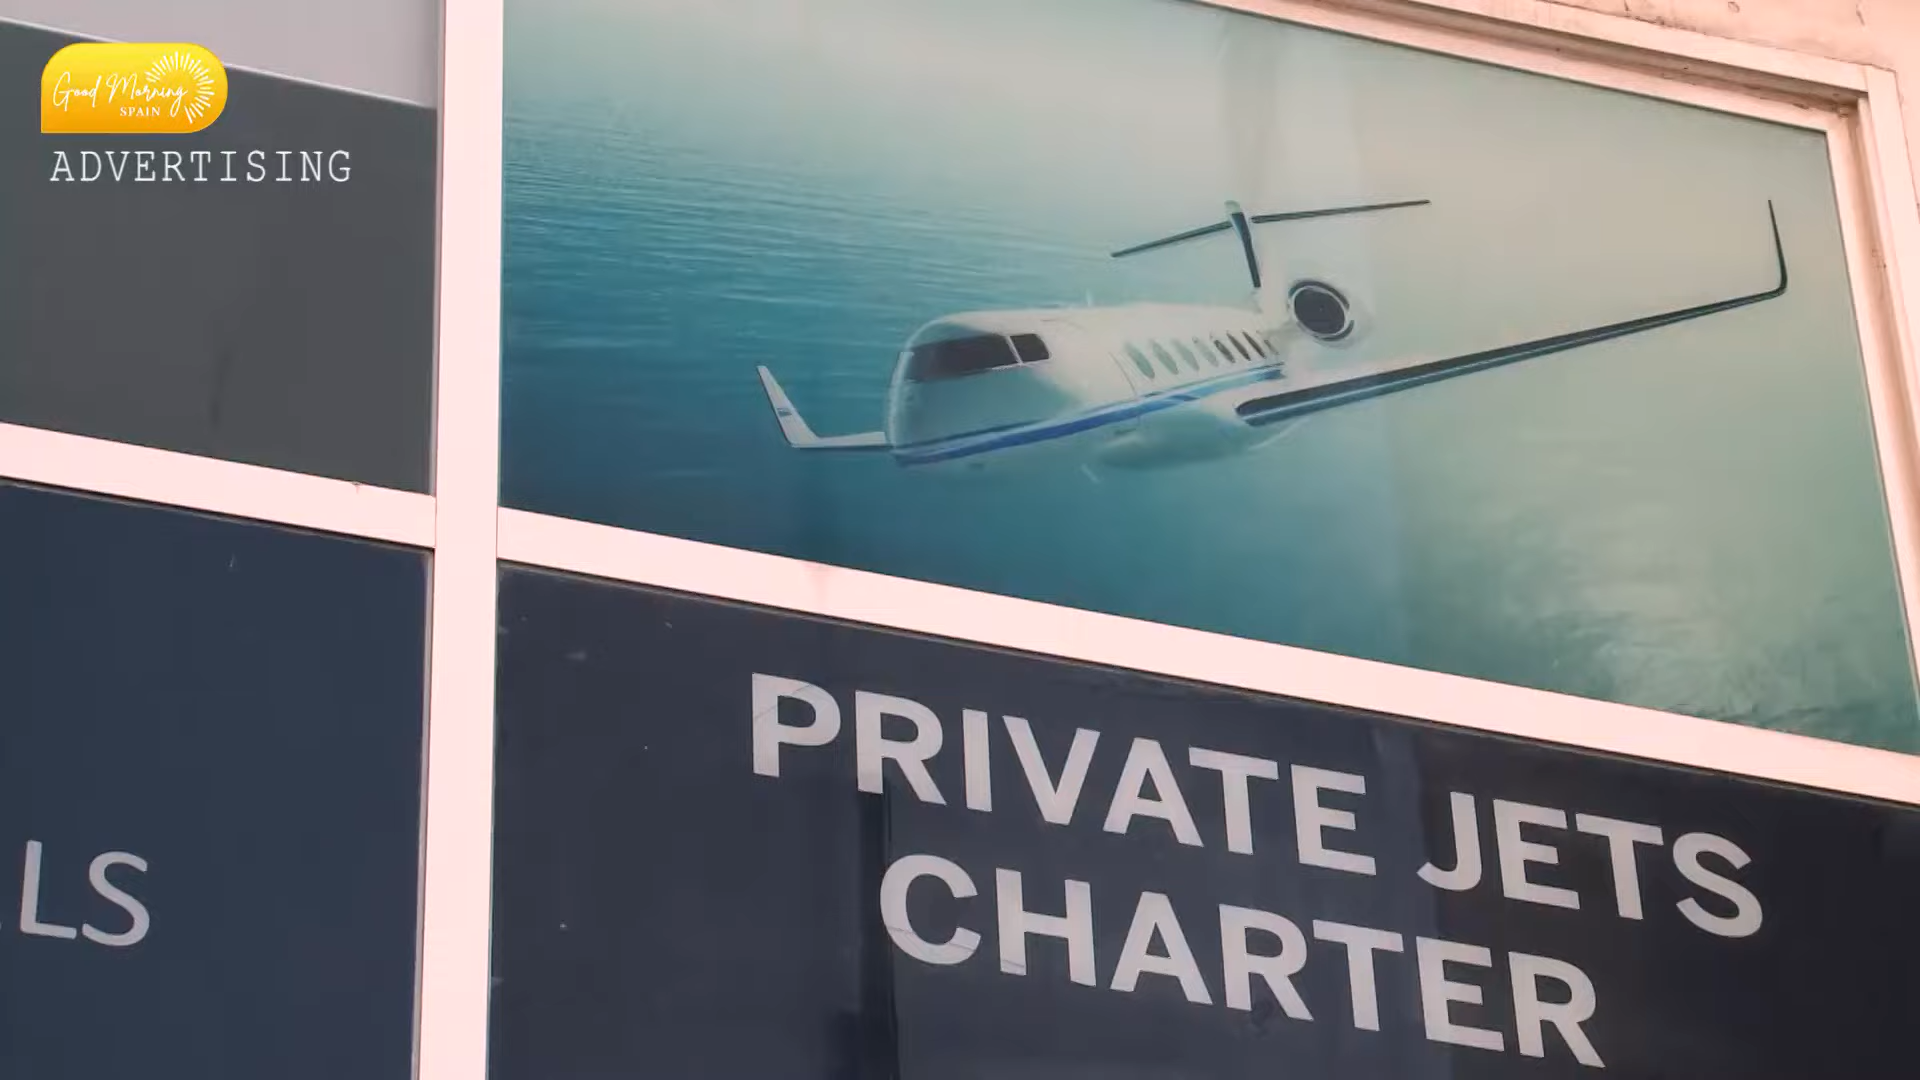 Good Morning
SPAIN
ADVERTISING
PRIVATE JETS
CHARTER
LS